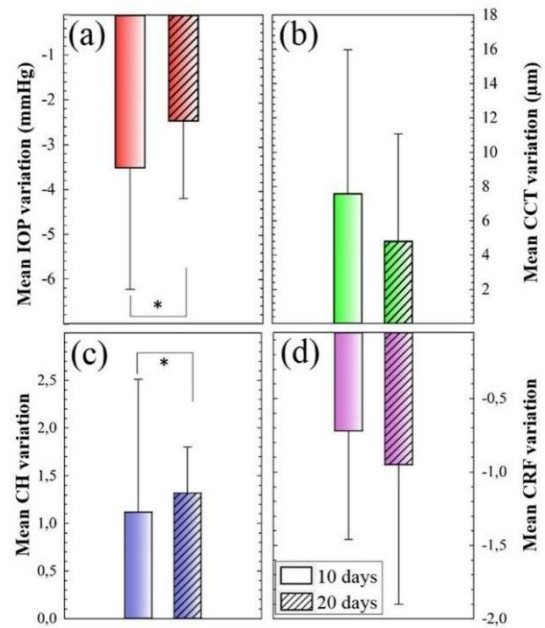 (a)
Mean IOP variation (mmHg)
-1
-2
-3
-4
-5
-6
*
(b)
Mean CCT variation (μm)
18
16
14
12
10
8
6
4
2
(c)
Mean CH variation
2,5
2,0
1,5
1,0
0,5
0,0
*
(d)
Mean CRF variation
-0,5
-1,0
-1,5
-2,0
10 days
20 days